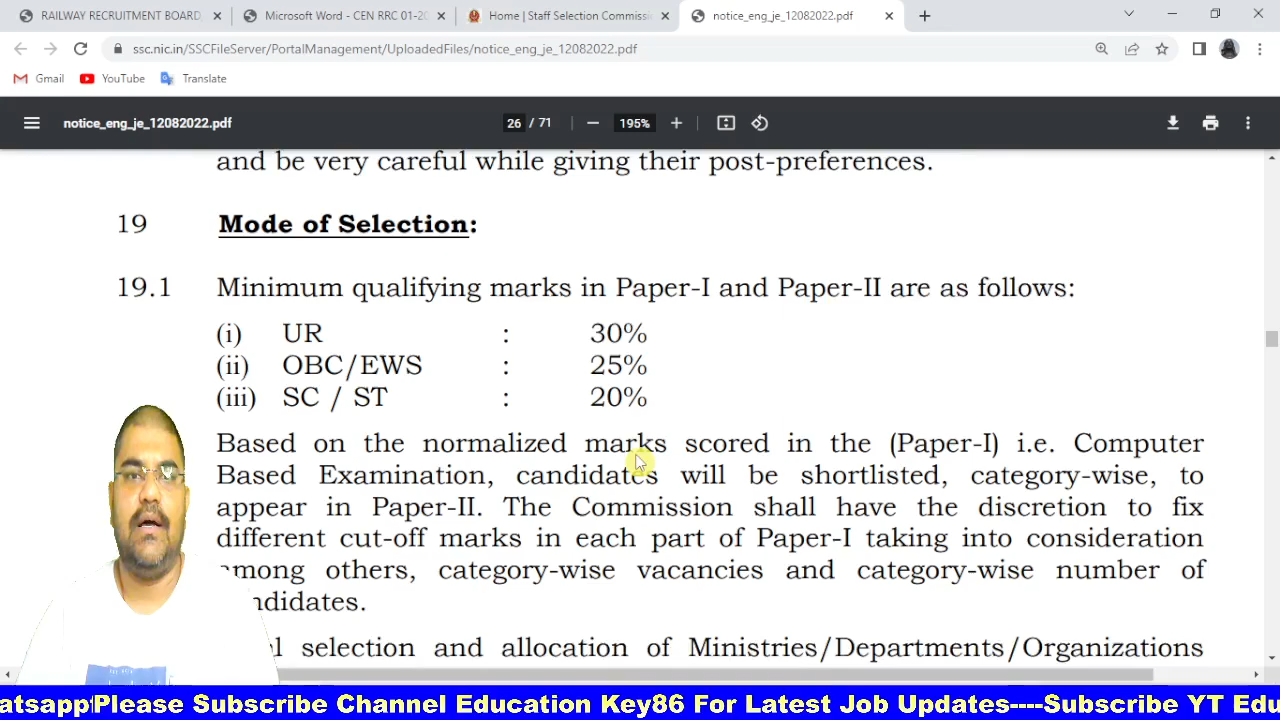 RAILWAY RECRUITMENT BOARD,
Microsoft Word - CEN RRC 01-20
Home | Staff Selection Commissi
notice_eng_je_12082022.pdf
ssc.nic.in/SSCFileServer/PortalManagement/UploadedFiles/notice_eng_je_12082022.pdf
Gmail YouTube Translate
notice_eng_je_12082022.pdf 26 / 71 195%
and be very careful while giving their post-preferences.
19 Mode of Selection:
19.1 Minimum qualifying marks in Paper-I and Paper-II are as follows:
(i) UR : 30%
(ii) OBC/EWS : 25%
(iii) SC / ST : 20%
Based on the normalized marks scored in the (Paper-I) i.e. Computer
Based Examination, candidates will be shortlisted, category-wise, to
appear in Paper-II. The Commission shall have the discretion to fix
different cut-off marks in each part of Paper-I taking into consideration
among others, category-wise vacancies and category-wise number of
ndidates.
selection and allocation of Ministries/Departments/Organizations
atsapp Please Subscribe Channel Education Key86 For Latest Job Updates----Subscribe YT Edu